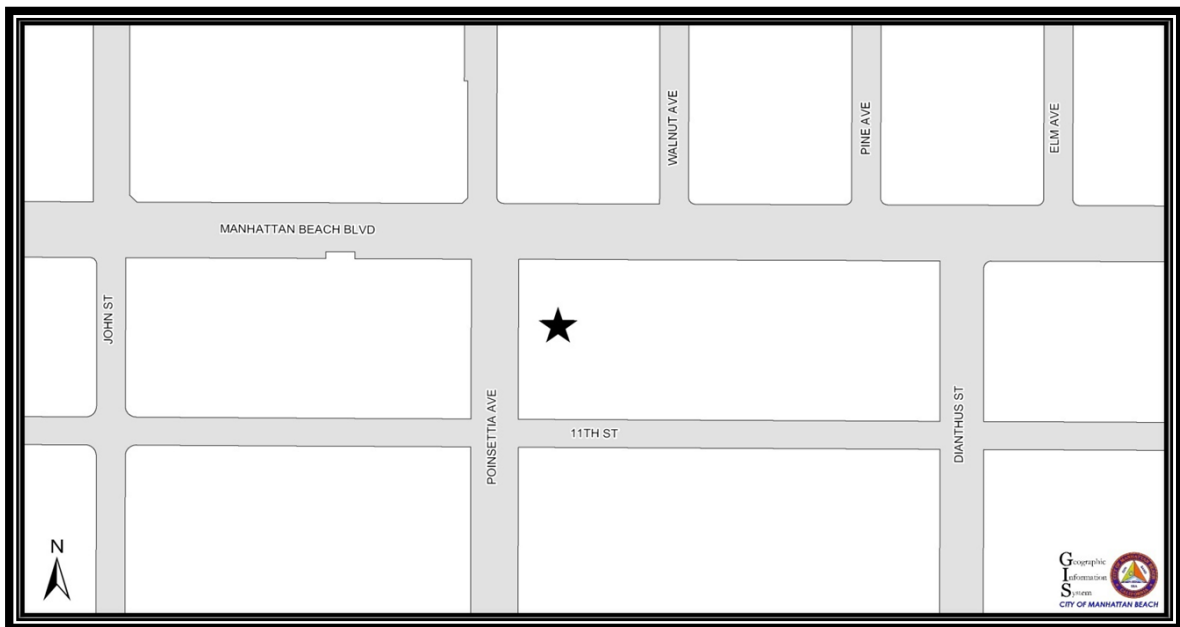 WALNUT AVE
PINE AVE
ELM AVE
MANHATTAN BEACH BLVD
JOHN ST
POINSETTIA AVE
11TH ST
DIANTHUS ST
N
Geographic
Information
System
CITY OF MANHATTAN BEACH